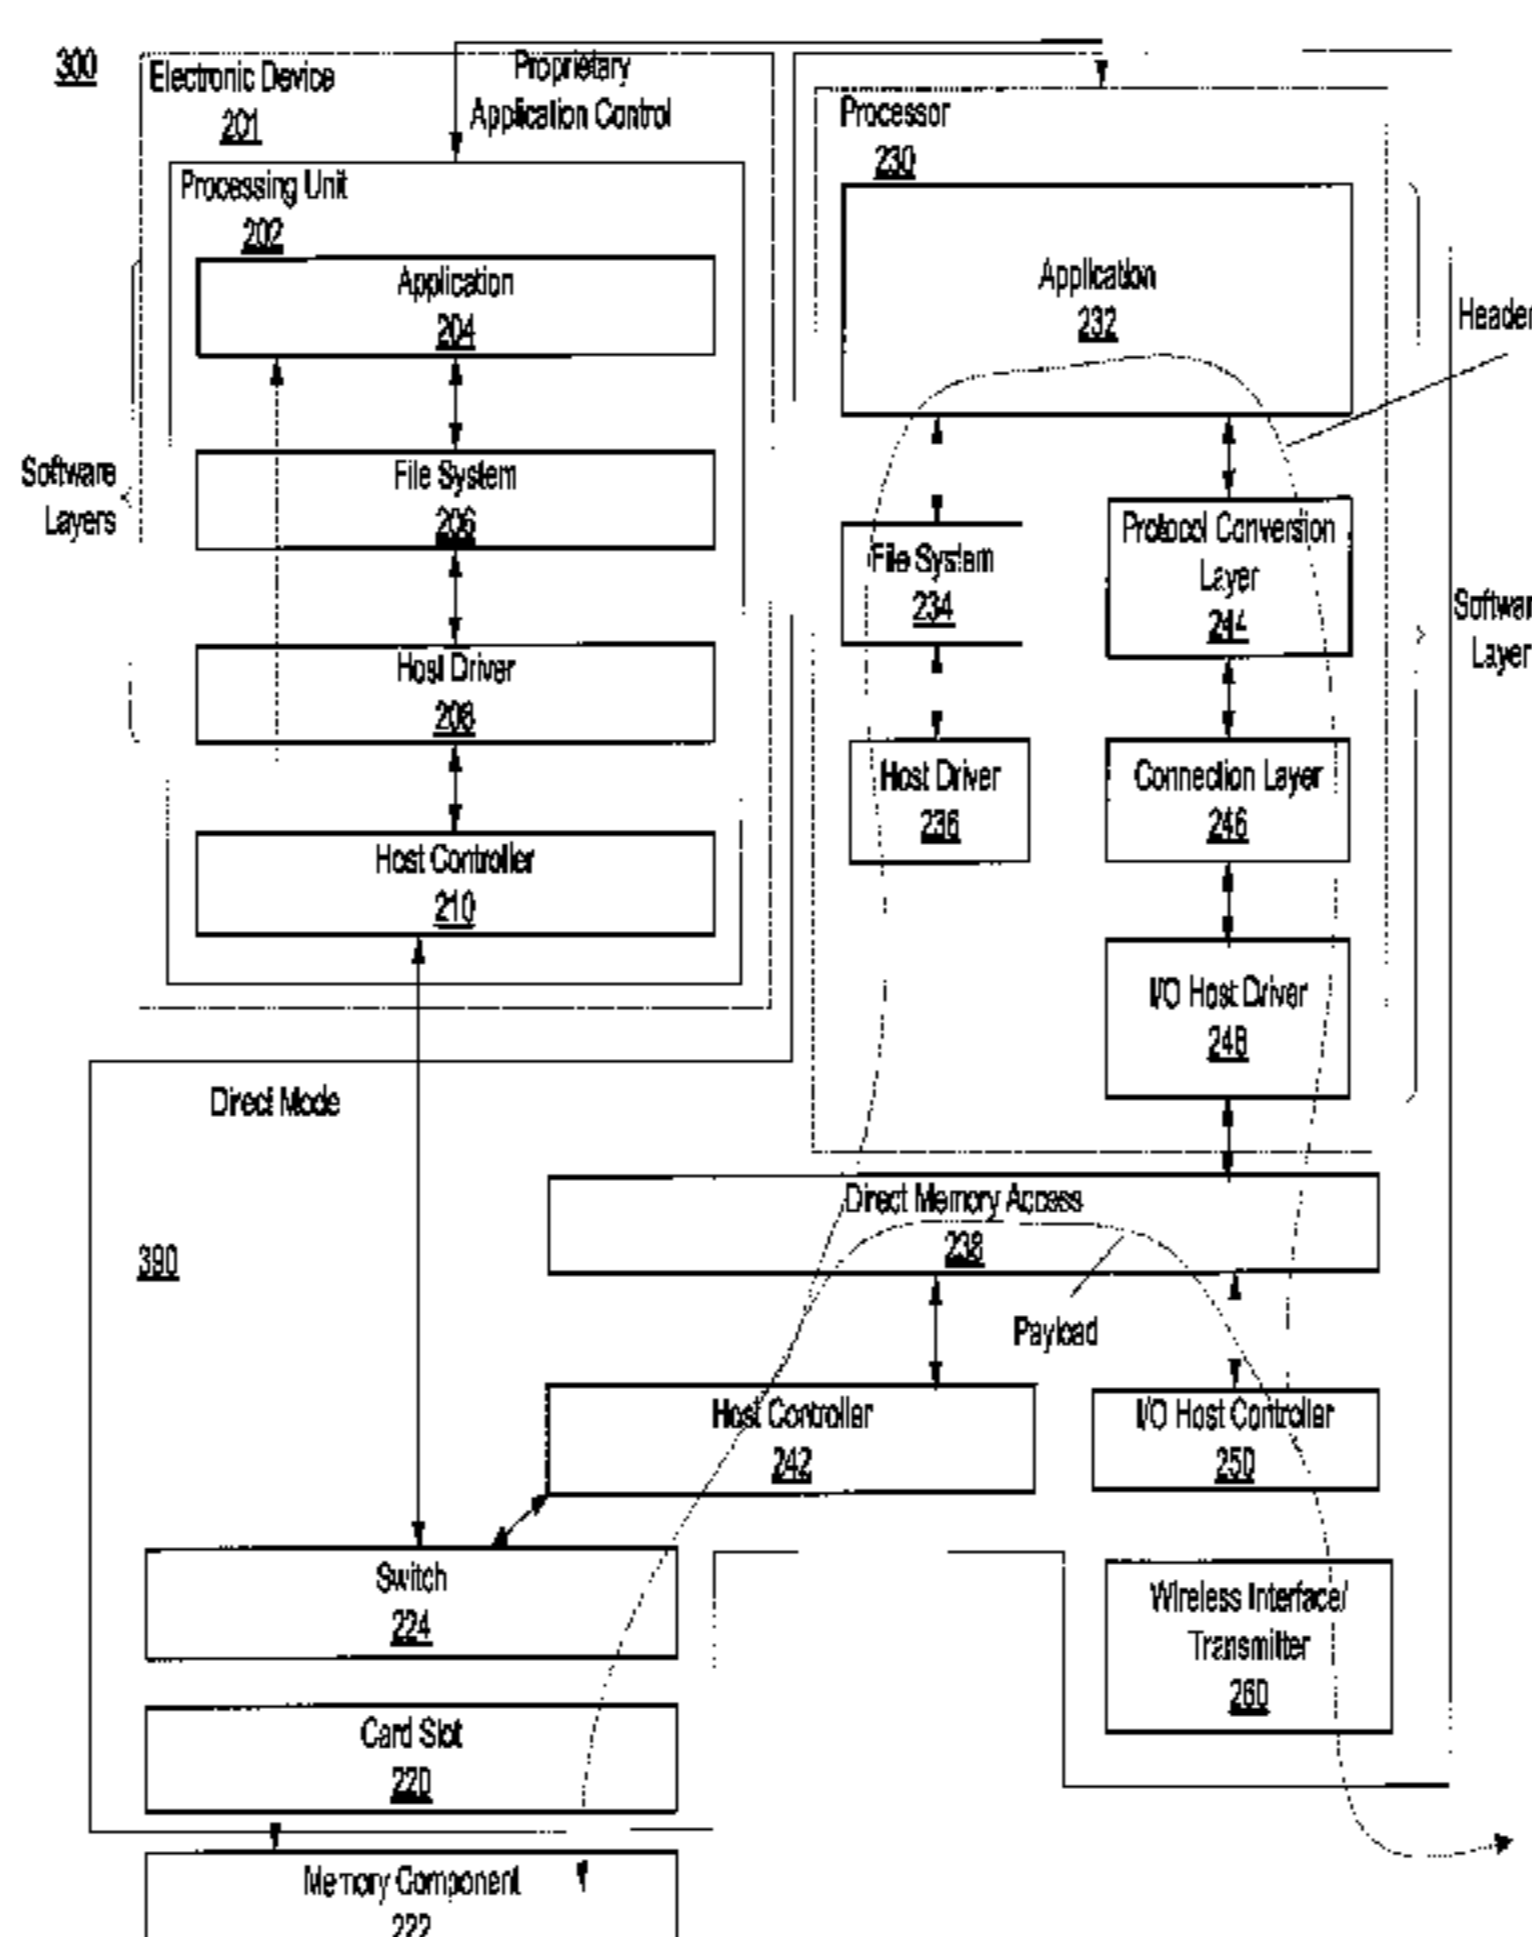 300
Electronic Device
201
Proprietary
Application Control
Processing Unit
202
Application
204
File System
206
Host Driver
208
Host Controller
210
Software
Layers
Processor
230
Application
232
Header
File System
234
Protocol Conversion
Layer
244
Host Driver
236
Connection Layer
246
I/O Host Driver
248
Softwar
Layer
Direct Mode
390
Direct Memory Access
238
Payload
Host Controller
242
I/O Host Controller
250
Switch
224
Wireless Interface/
Transmitter
260
Card Slot
220
Memory Component
222